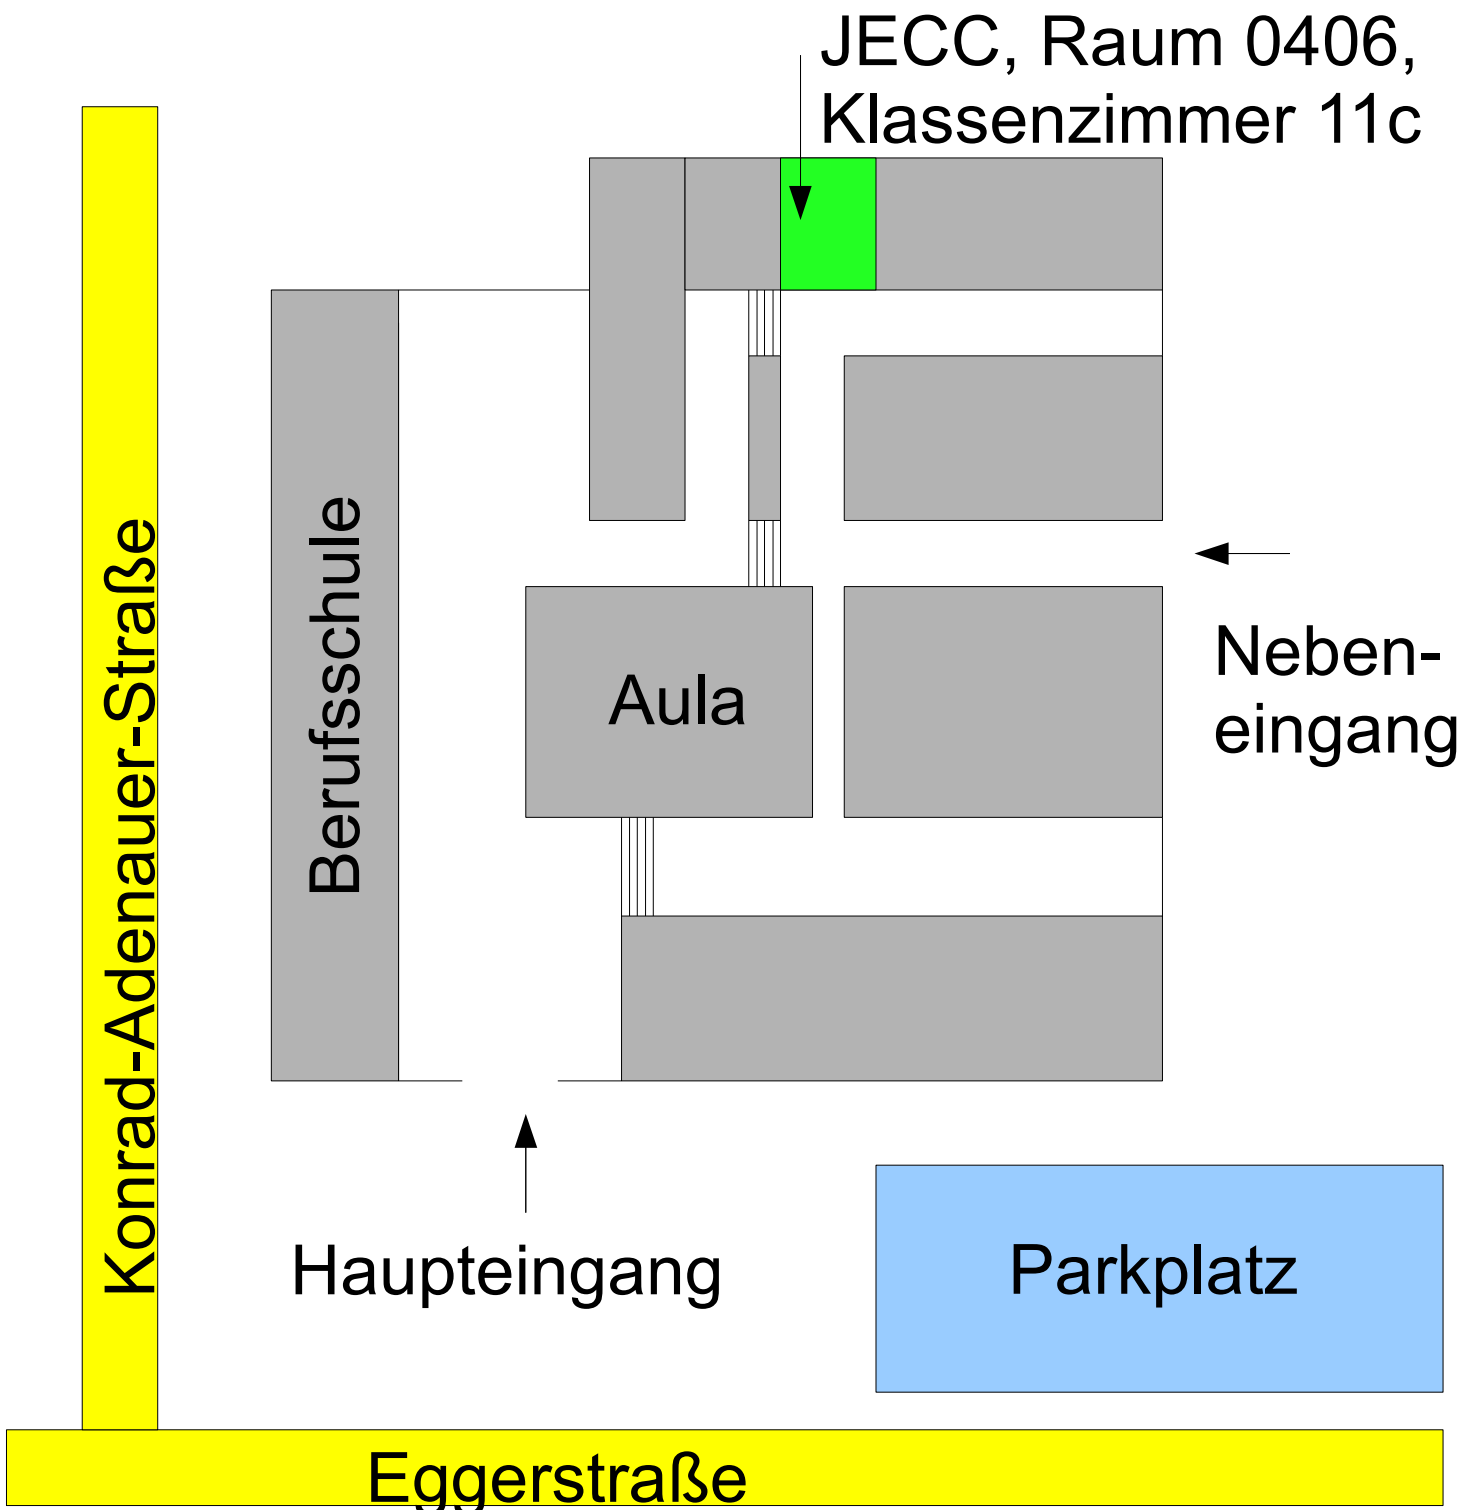 JECC, Raum 0406,
Klassenzimmer 11c
Konrad-Adenauer-Straße
Berufsschule
Aula
Neben-
eingang
Haupteingang
Parkplatz
Eggerstraße